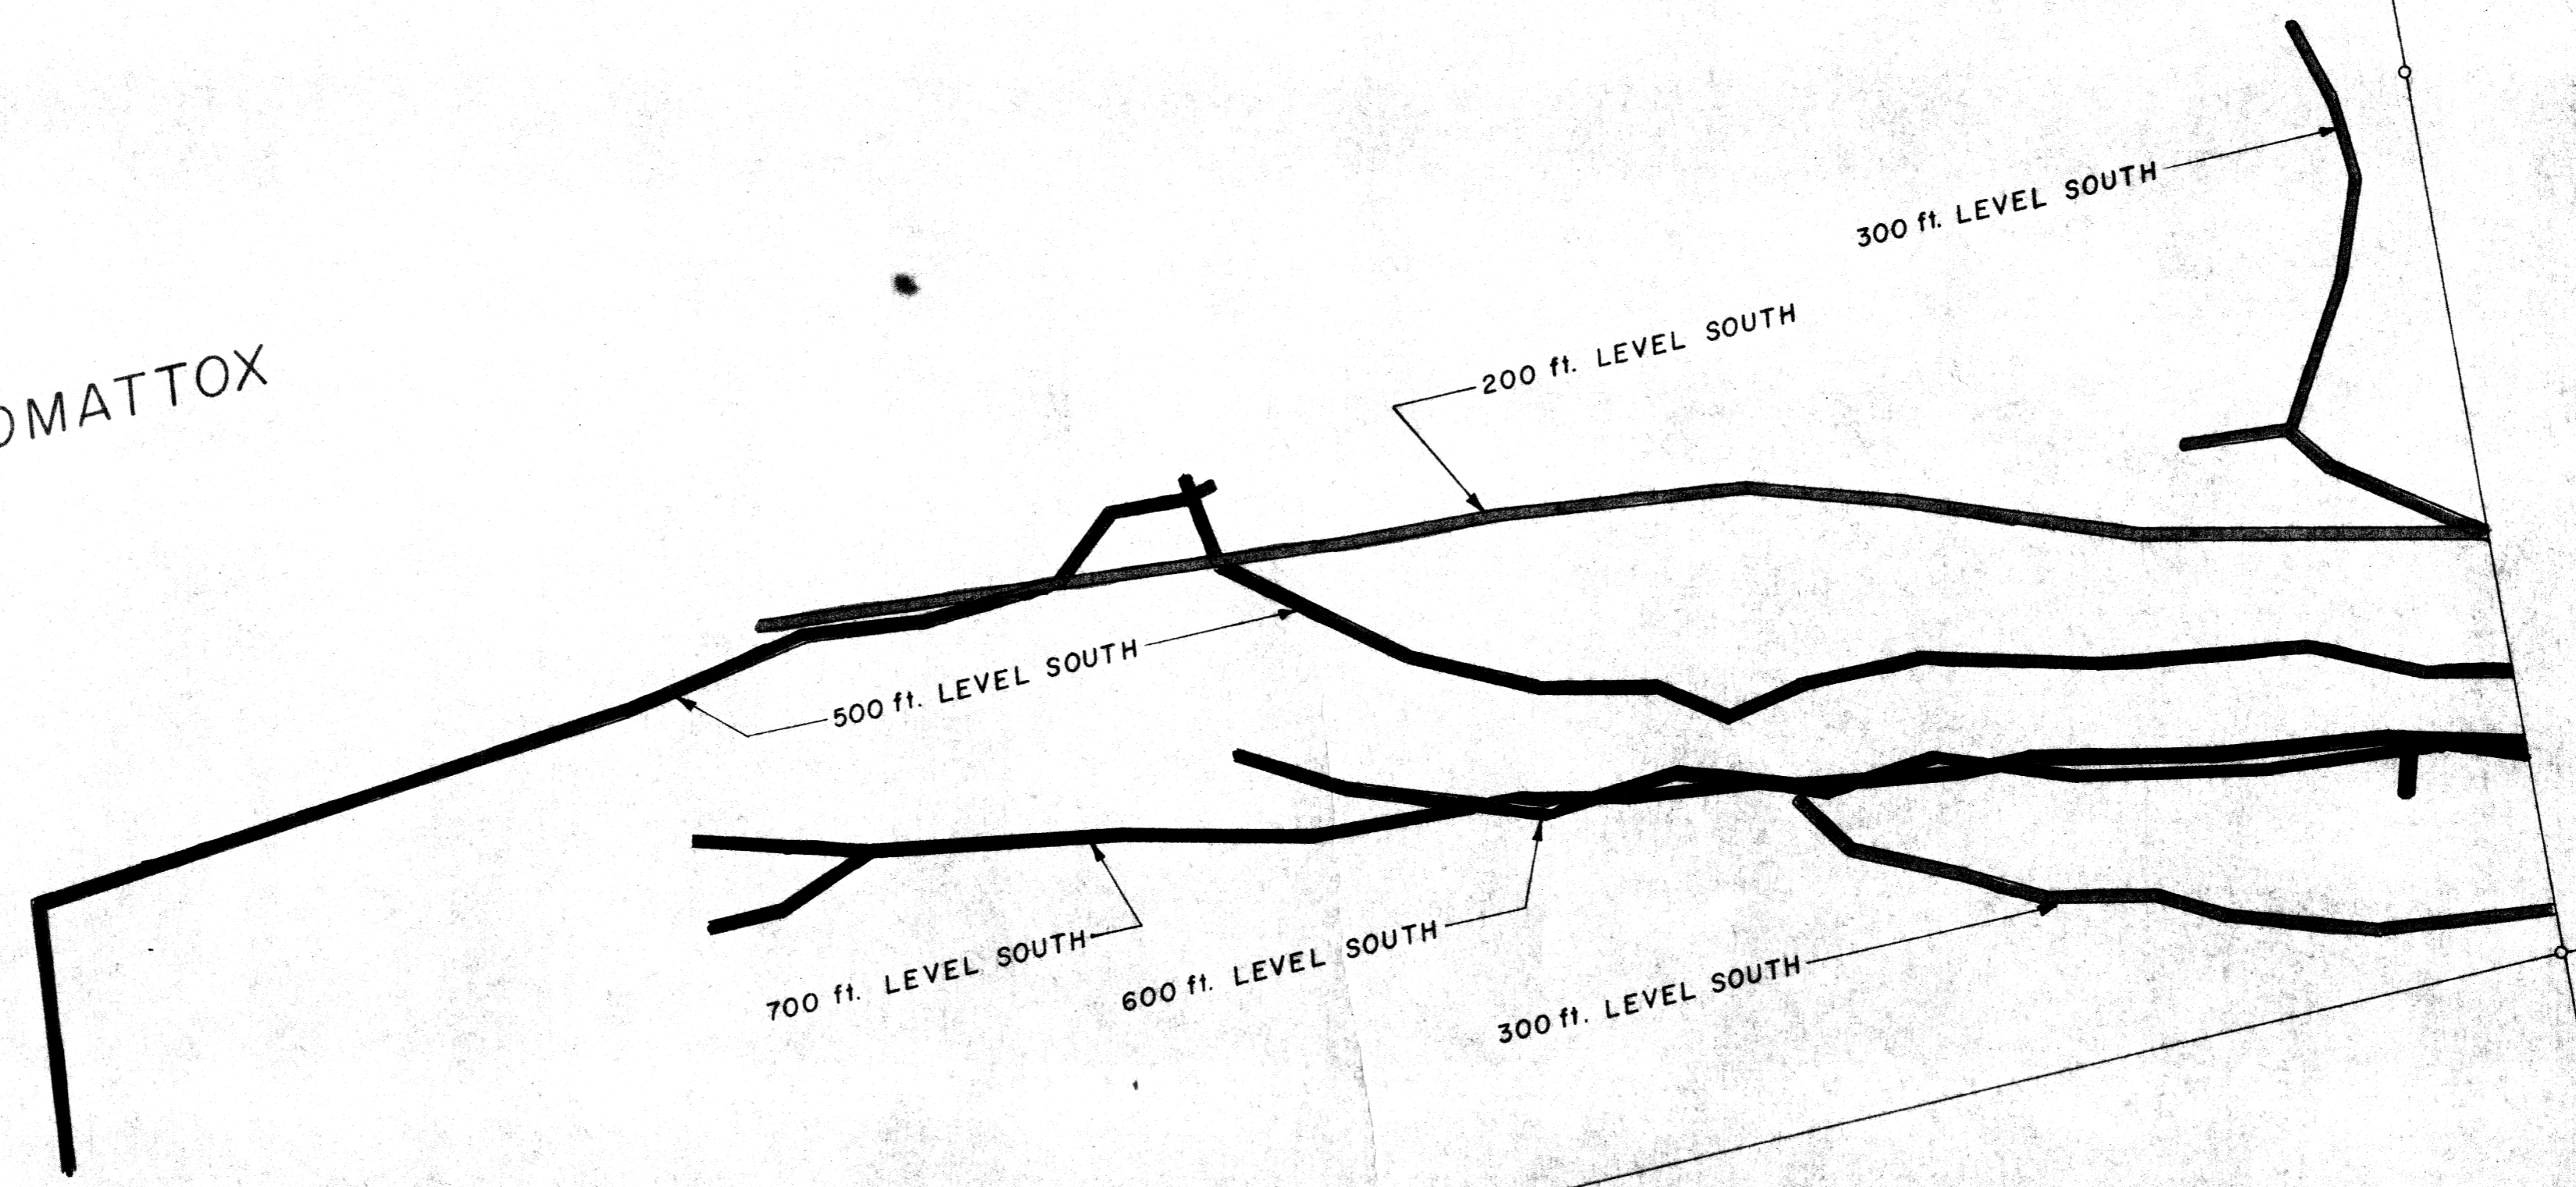 300 ft. LEVEL SOUTH
200 ft. LEVEL SOUTH
OMATTOX
500 ft. LEVEL SOUTH
700 ft. LEVEL SOUTH
600 ft. LEVEL SOUTH
300 ft. LEVEL SOUTH